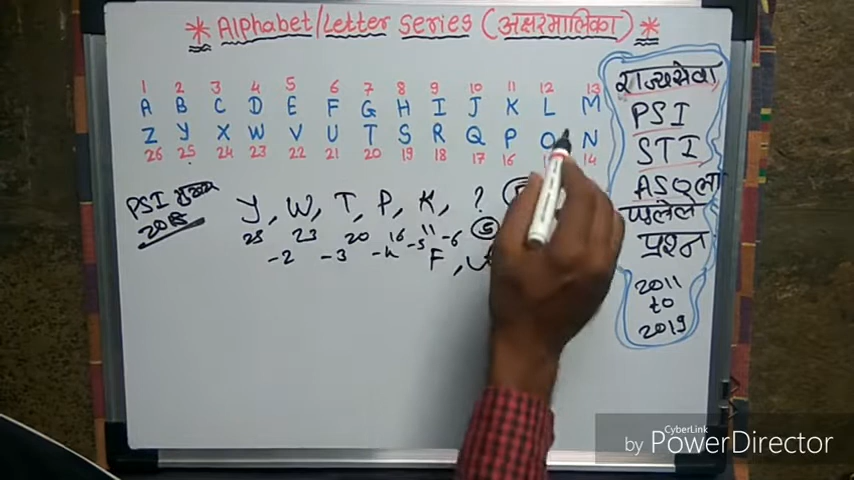 * Alphabet/Letter Series (अक्षरमालिका) *
1 2 3 4 5 6 7 8 9 10 11 12 13
A B C D E F G H I J K L M
Z Y X W V U T S R Q P O N
26 25 24 23 22 21 20 19 18 17 16 14
PSI मुख्य
Y, W, T, P, K, ?
25 23 20 16 11 5
-2 -3 -4 -5 -6
F,
राज्यसेवा
PSI
STI
ASO ला
प्रश्न
2011
to
2019
by CyberLink PowerDirector